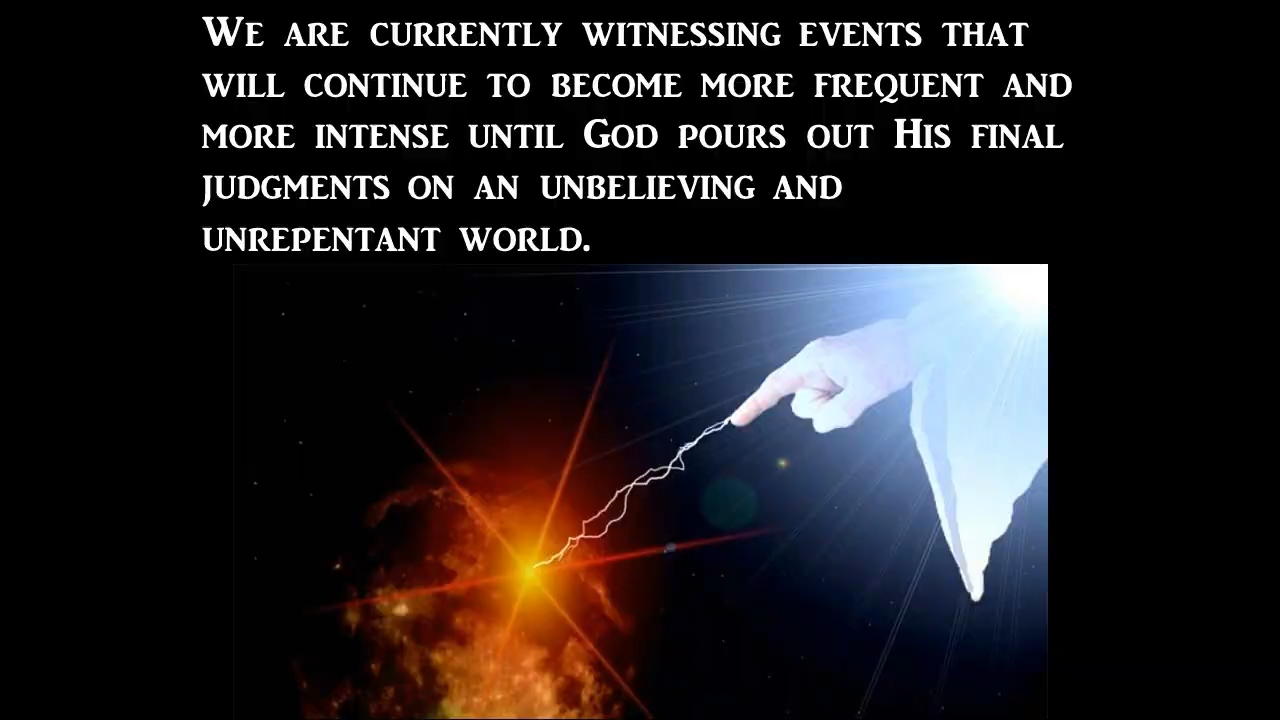 We are currently witnessing events that
will continue to become more frequent and
more intense until God pours out His final
judgments on an unbelieving and
unrepentant world.